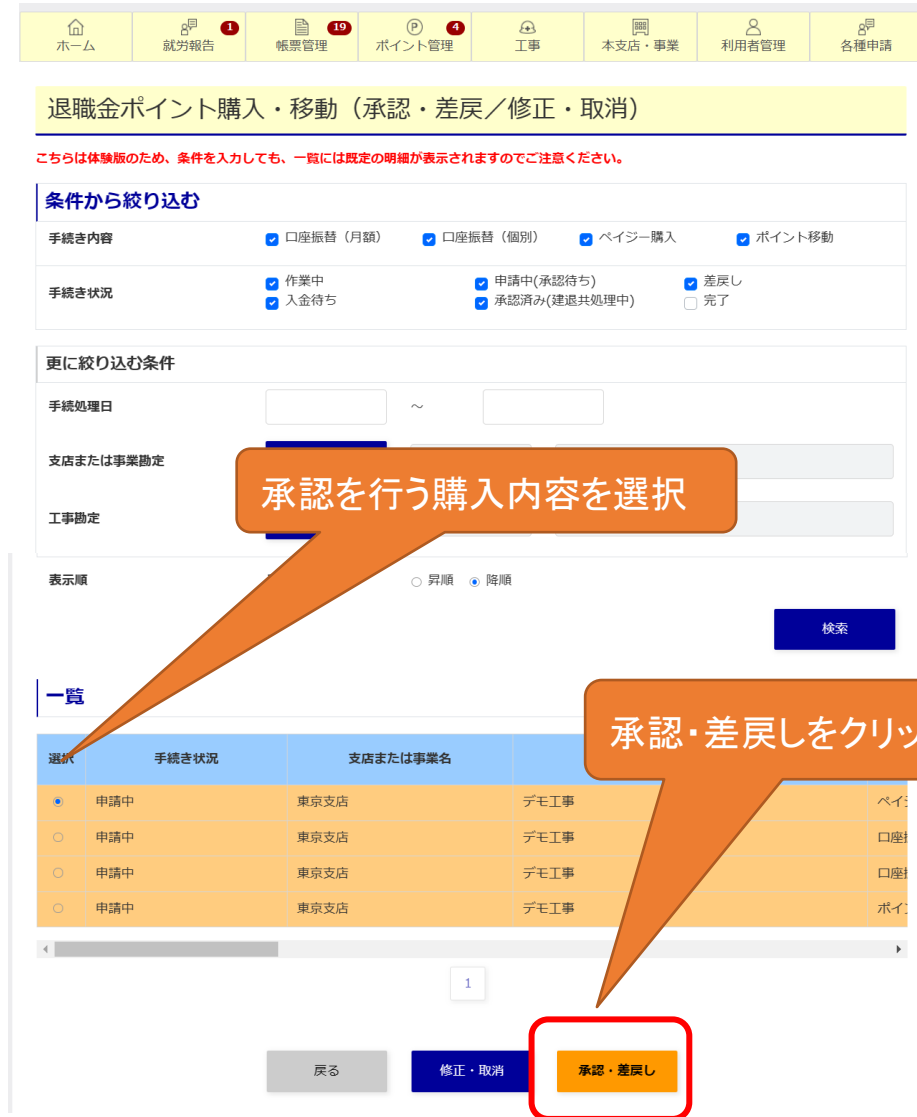 1 19 4
ホーム 就労報告 帳票管理 ポイント管理 工事 本支店・事業 利用者管理 各種申請
退職金ポイント購入・移動（承認・差戻／修正・取消）
こちらは体験版のため、条件を入力しても、一覧には既定の明細が表示されますのでご注意ください。
条件から絞り込む
手続き内容 口座振替（月額） 口座振替（個別） ペイジー購入 ポイント移動
手続き状況 作業中 申請中(承認待ち) 差戻し
入金待ち 承認済み(建退共処理中) 完了
更に絞り込む条件
手続処理日 ～
支店または事業勘定
承認を行う購入内容を選択
工事勘定
表示順 昇順 降順
検索
一覧
承認・差戻しをクリッ
選択 手続き状況 支店または事業名
申請中 東京支店 デモ工事 ペイ
申請中 東京支店 デモ工事 口座
申請中 東京支店 デモ工事 口座
申請中 東京支店 デモ工事 ポイ
1
戻る 修正・取消 承認・差戻し